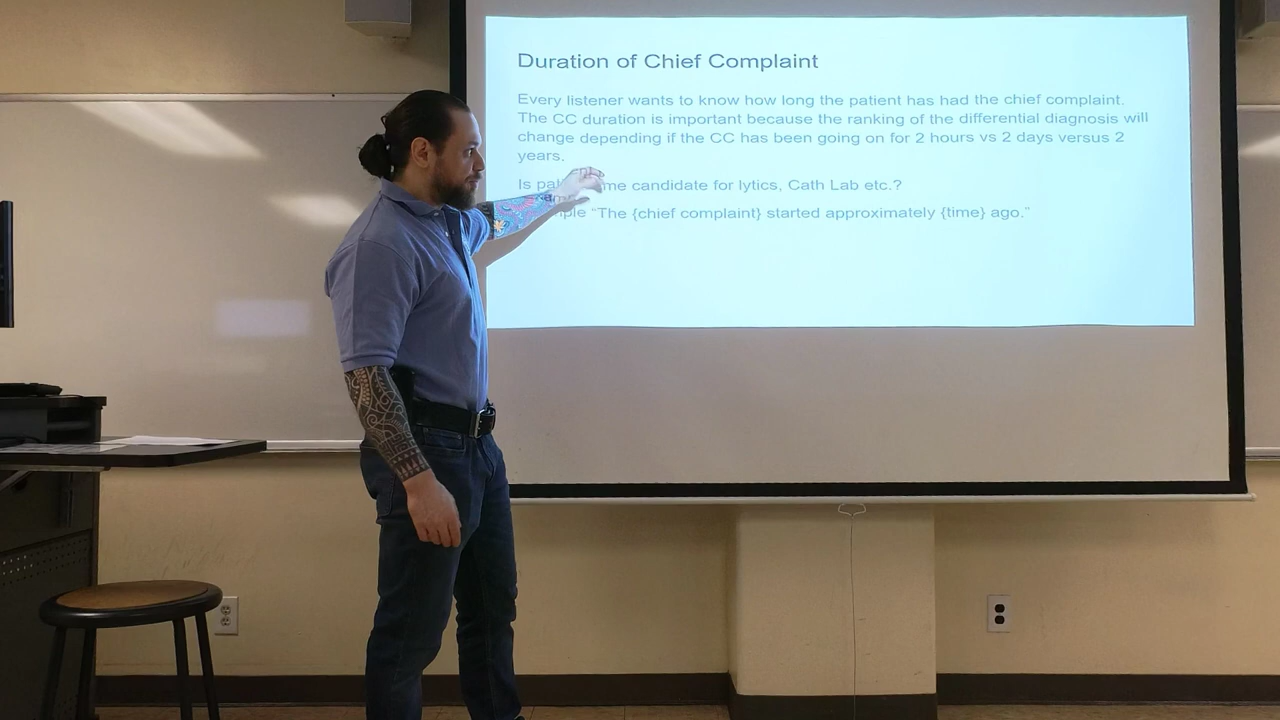 Duration of Chief Complaint
Every listener wants to know how long the patient has had the chief complaint.
The CC duration is important because the ranking of the differential diagnosis will
change depending if the CC has been going on for 2 hours vs 2 days versus 2
years.
Is candidate for lytics, Cath Lab etc.?
“The {chief complaint} started approximately {time} ago.”